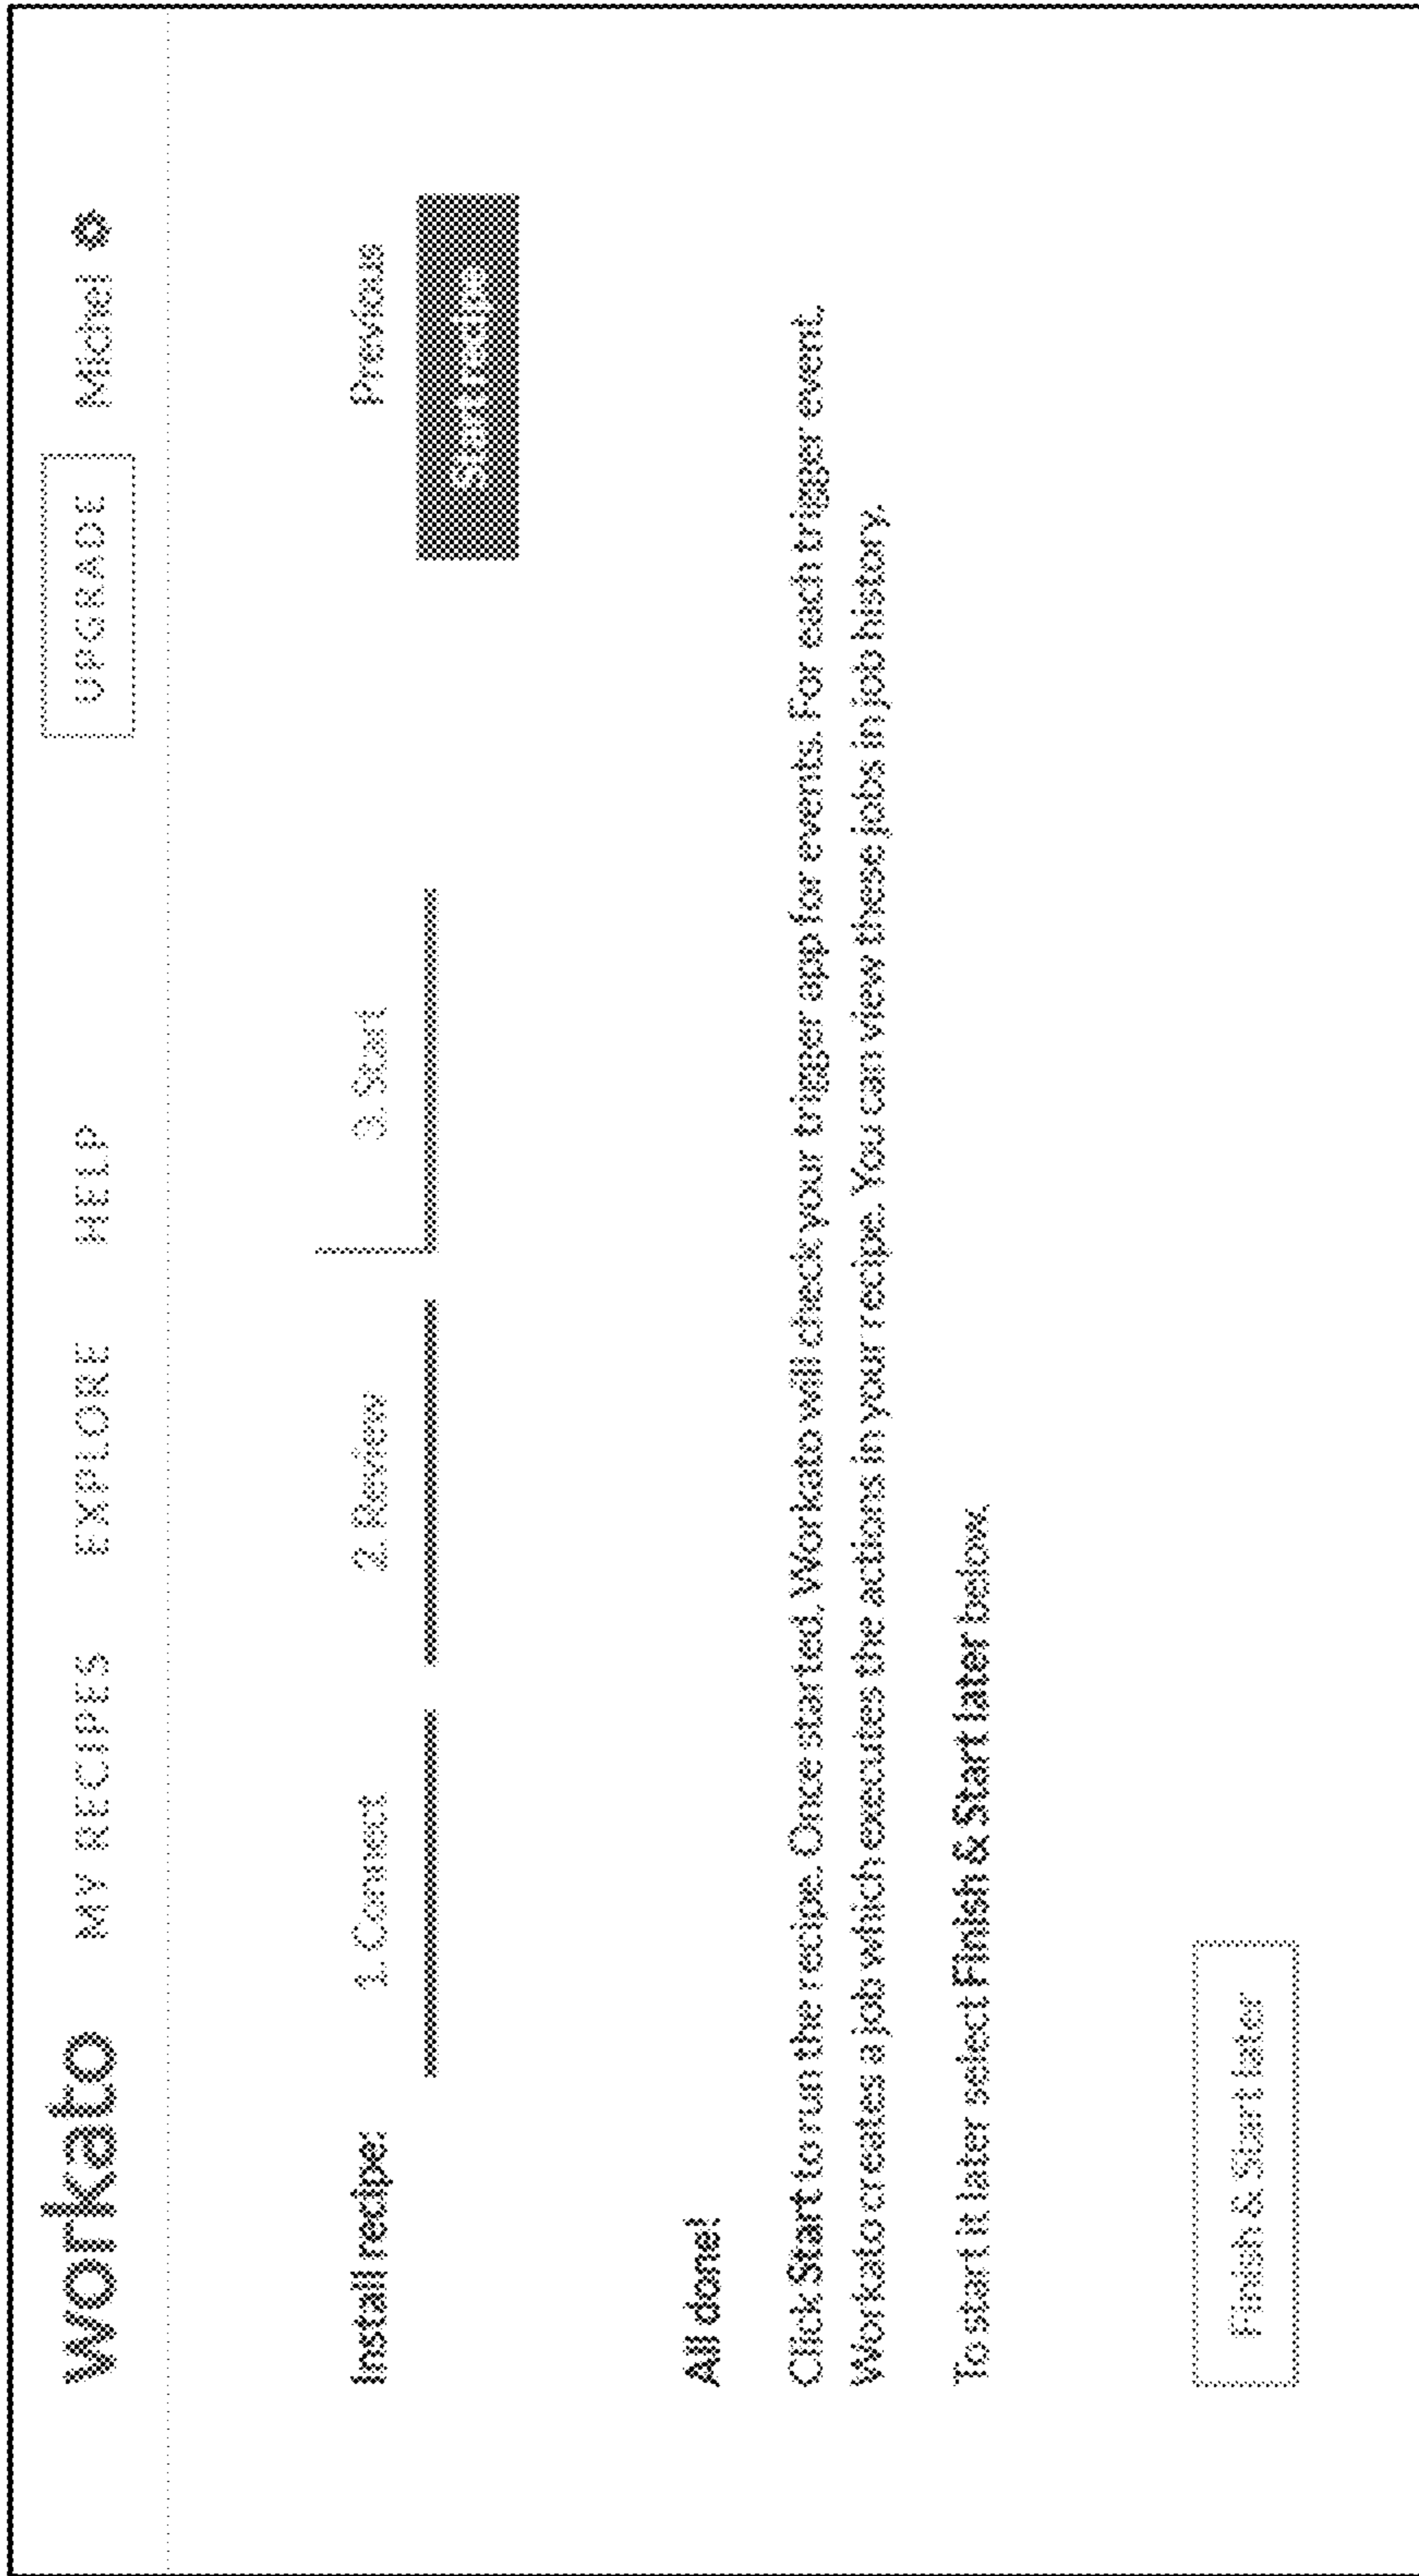 workato MY RECIPES EXPLORE HELP UPGRADE Michel
Install recipe: 1. Connect 2. Review 3. Start Previous
Start recipe
All done!
Click Start to run the recipe. Once started, Workato will check your trigger app for events. For each trigger event,
Workato creates a job which executes the actions in your recipe. You can view these jobs in job history.
To start it later select Finish & Start later below.
Finish & Start later